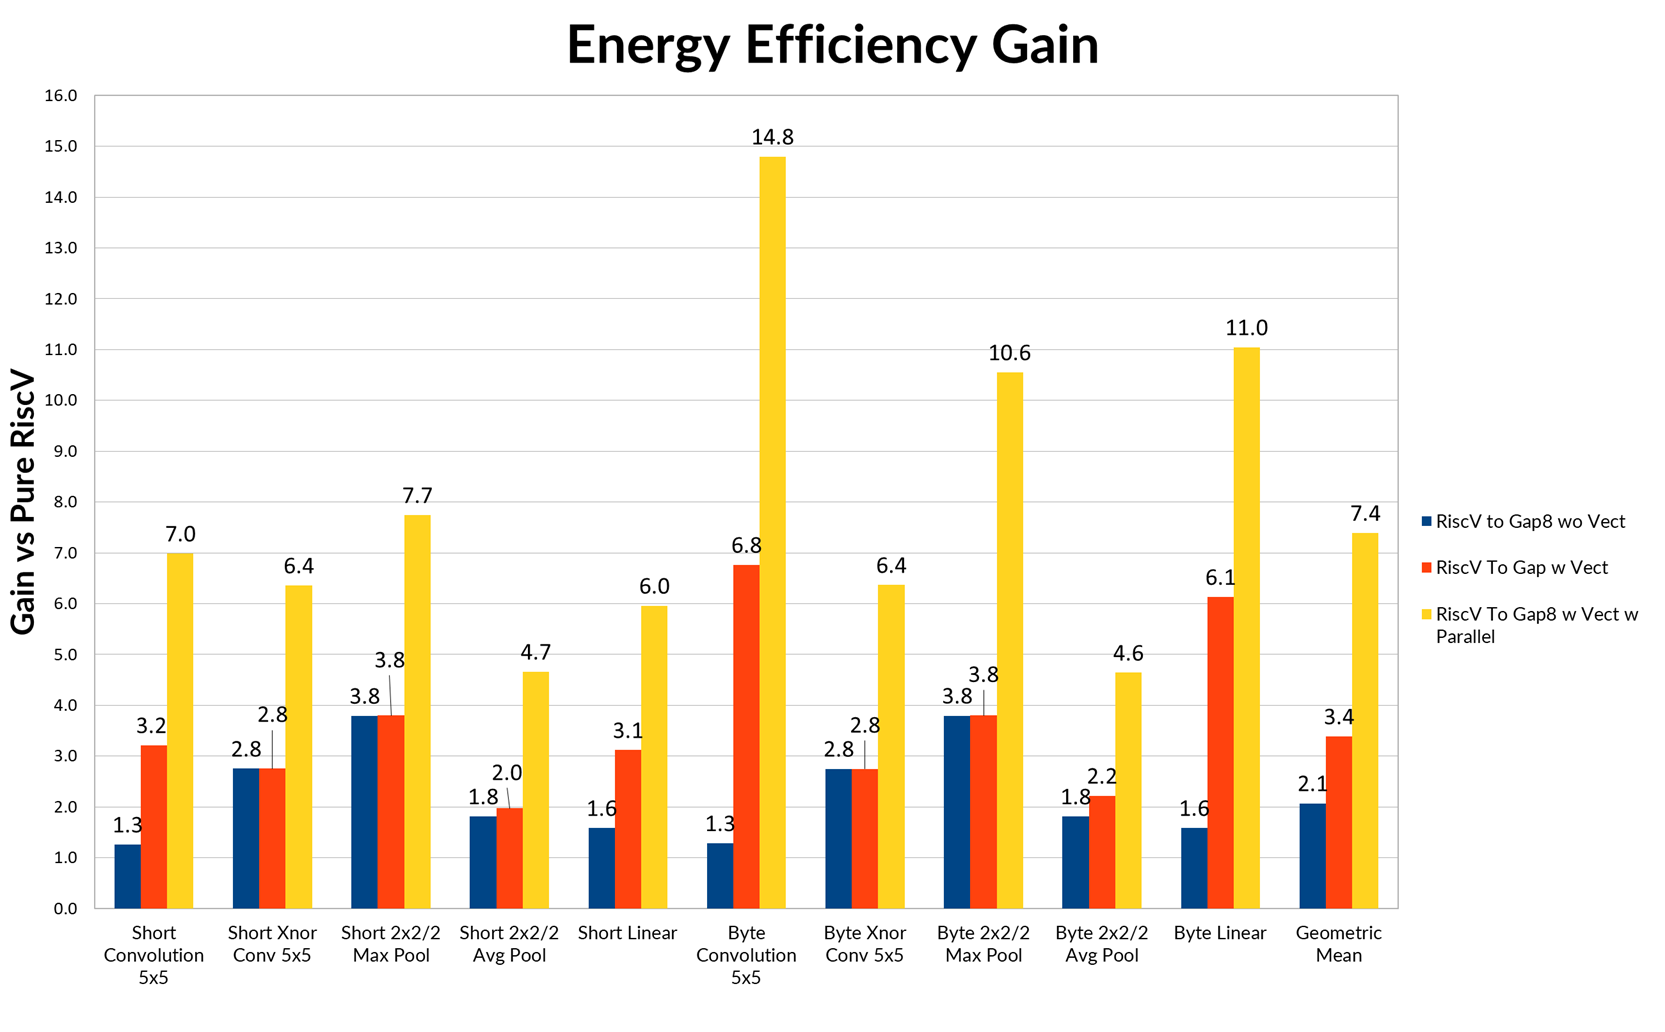 Energy Efficiency Gain
Gain vs Pure RiscV
16.0
15.0
14.0
13.0
12.0
11.0
10.0
9.0
8.0
7.0
6.0
5.0
4.0
3.0
2.0
1.0
0.0
1.3 3.2 7.0
2.8 2.8 6.4
3.8 3.8 7.7
1.8 2.0 4.7
1.6 3.1 6.0
1.3 6.8 14.8
2.8 2.8 6.4
3.8 3.8 10.6
1.8 2.2 4.6
1.6 6.1 11.0
2.1 3.4 7.4
Short
Convolution
5x5
Short Xnor
Conv 5x5
Short 2x2/2
Max Pool
Short 2x2/2
Avg Pool
Short Linear
Byte
Convolution
5x5
Byte Xnor
Conv 5x5
Byte 2x2/2
Max Pool
Byte 2x2/2
Avg Pool
Byte Linear
Geometric
Mean
RiscV to Gap8 wo Vect
RiscV To Gap w Vect
RiscV To Gap8 w Vect w
Parallel